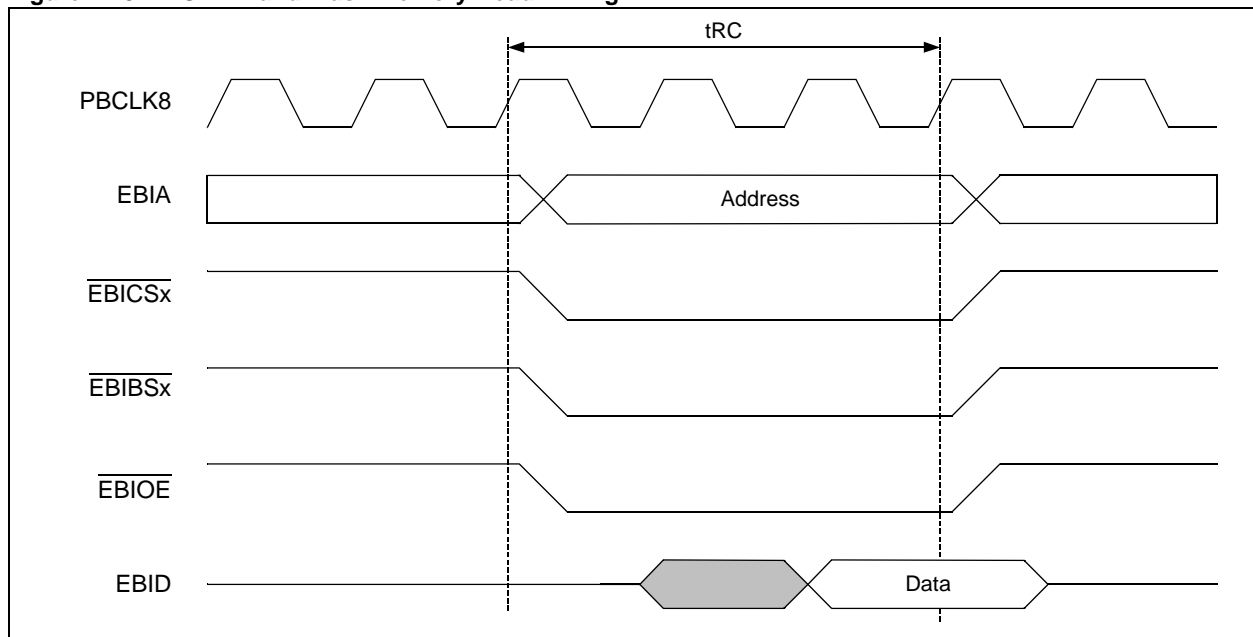 tRC
PBCLK8
EBIA
Address
EBICSx
EBIBSx
EBIOE
EBID
Data